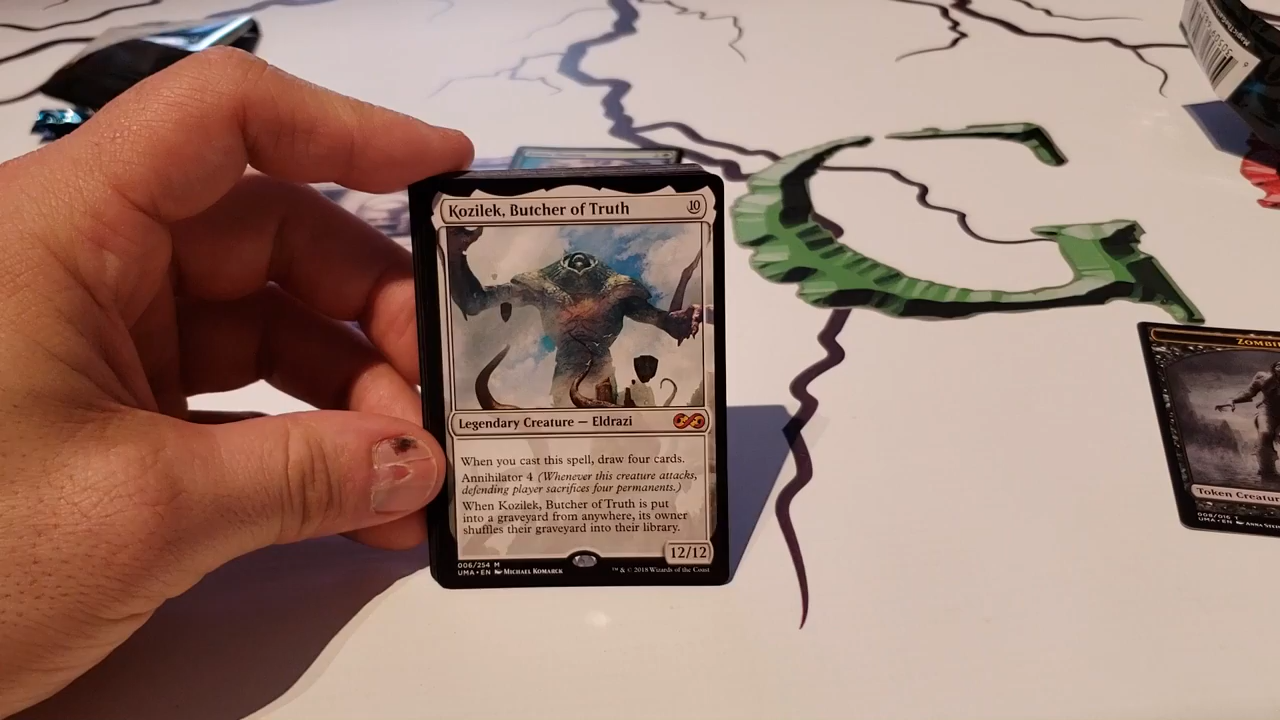 Kozilek, Butcher of Truth 10
Legendary Creature — Eldrazi
When you cast this spell, draw four cards.
Annihilator 4 (Whenever this creature attacks,
defending player sacrifices four permanents.)
When Kozilek, Butcher of Truth is put
into a graveyard from anywhere, its owner
shuffles their graveyard into their library.
12/12
006/254 M
UMA • EN Michael Komarck
™ & © 2018 Wizards of the Coast
G
Token Creatur
UMA • EN